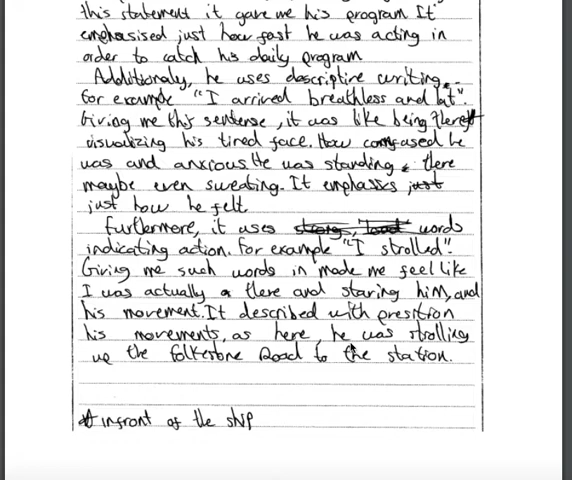 this statement it gave me his program It
emphasised just how fast he was acting in
order to catch his daily program
Additionaly, he uses descriptive writing.
For example "I arrived breathless and hot".
Giving me this sentence, it was like being there
visualizing his tired face. How confused he
was and anxious. He was standing there
maybe even sweating. It emphasises just
just how he felt.
Furthermore, it uses words
indicating action. For example "I strolled".
Giving me such words in made me feel like
I was actually a there and staring him, and
his movement. It described with presition
his movements, as here, he was strolling
up the folkestone Road to the station.
infront of the